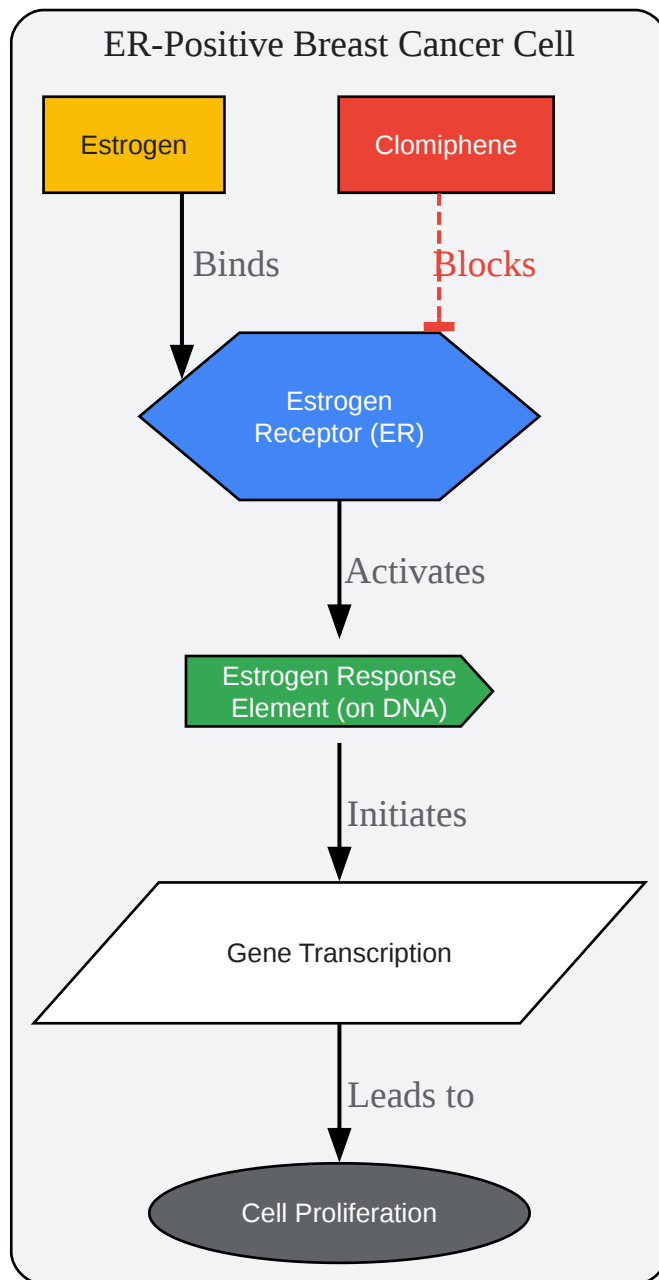 ER-Positive Breast Cancer Cell
Estrogen
Clomiphene
Binds
Blocks
Estrogen
Receptor (ER)
Activates
Estrogen Response
Element (on DNA)
Initiates
Gene Transcription
Leads to
Cell Proliferation